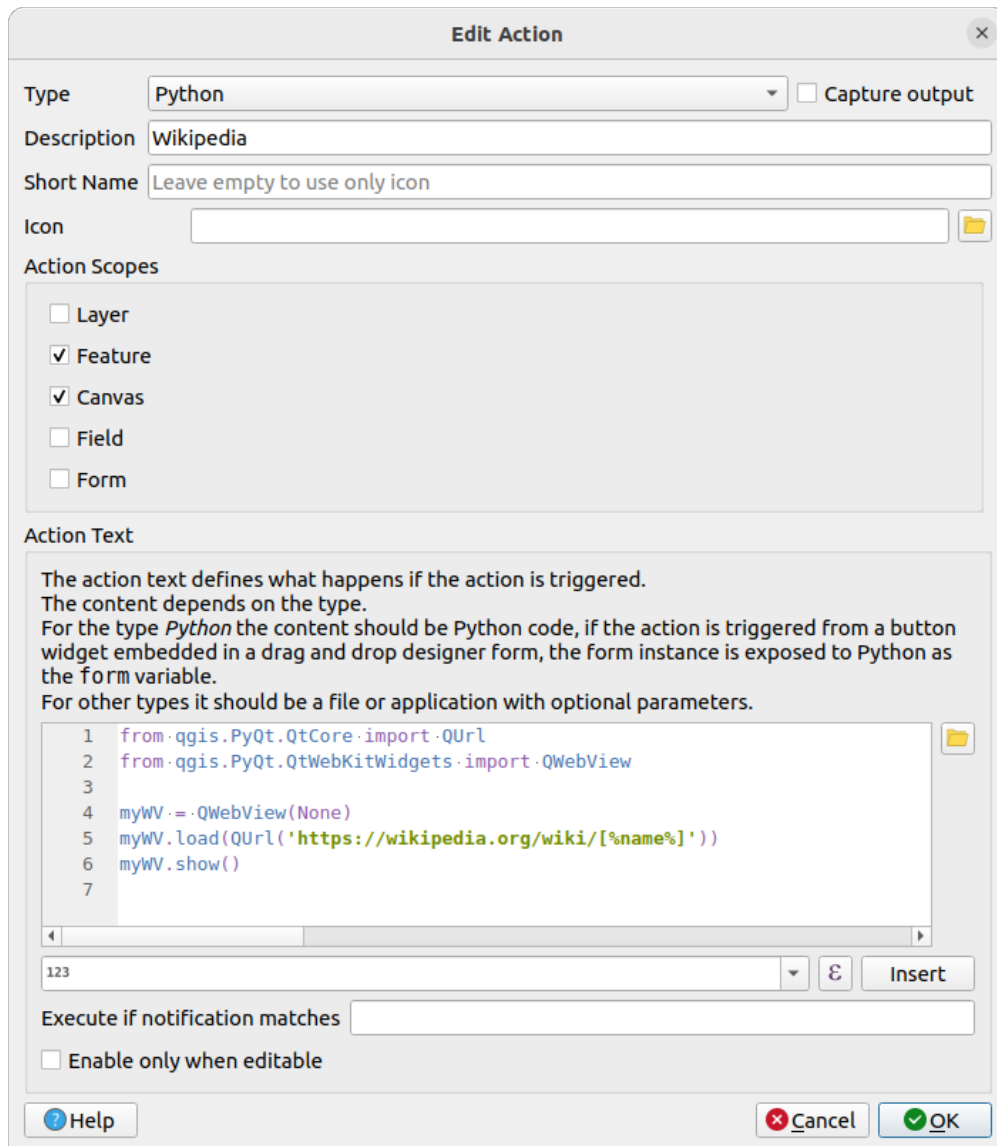 Edit Action
Type Python Capture output
Description Wikipedia
Short Name Leave empty to use only icon
Icon
Action Scopes
Layer
Feature
Canvas
Field
Form
Action Text
The action text defines what happens if the action is triggered.
The content depends on the type.
For the type Python the content should be Python code, if the action is triggered from a button
widget embedded in a drag and drop designer form, the form instance is exposed to Python as
the form variable.
For other types it should be a file or application with optional parameters.
1 from·qgis.PyQt.QtCore·import·QUrl
2 from·qgis.PyQt.QtWebKitWidgets·import·QWebView
3
4 myWV·=·QWebView(None)
5 myWV.load(QUrl('https://wikipedia.org/wiki/[%name%]'))
6 myWV.show()
7
123 ε Insert
Execute if notification matches
Enable only when editable
? Help Cancel OK